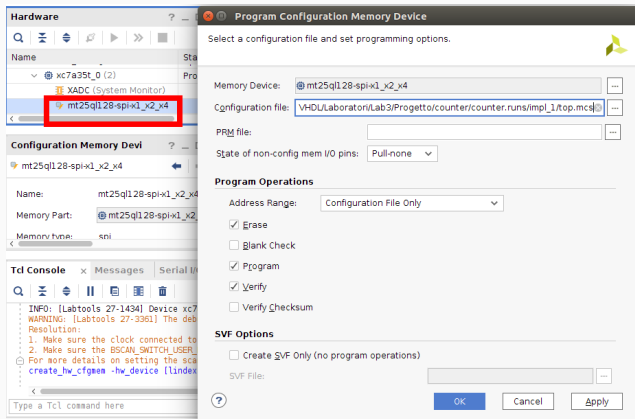 Hardware
? _
Name
Sta
xc7a35t_0 (2)
Pro
XADC (System Monitor)
mt25ql128-spi-x1_x2_x4
Configuration Memory Devi
? _
mt25ql128-spi-x1_x2_x4
Name:
mt25ql128-spi-x1_x2_x4
Memory Part:
mt25ql128-spi-x1_x2_
Memory type:
spi
Tcl Console
Messages
Serial I/
INFO: [Labtools 27-1434] Device xc7
WARNING: [Labtools 27-3361] The deb
Resolution:
1. Make sure the clock connected to
2. Make sure the BSCAN_SWITCH_USER_
For more details on setting the sca
create_hw_cfgmem -hw_device [lindex
Type a Tcl command here
Program Configuration Memory Device
Select a configuration file and set programming options.
Memory Device:
mt25ql128-spi-x1_x2_x4
...
Configuration file:
VHDL/Laboratori/Lab3/Progetto/counter/counter.runs/impl_1/top.mcs
...
PRM file:
...
State of non-config mem I/O pins:
Pull-none
Program Operations
Address Range:
Configuration File Only
Erase
Blank Check
Program
Verify
Verify Checksum
SVF Options
Create SVF Only (no program operations)
SVF File:
...
?
OK
Cancel
Apply